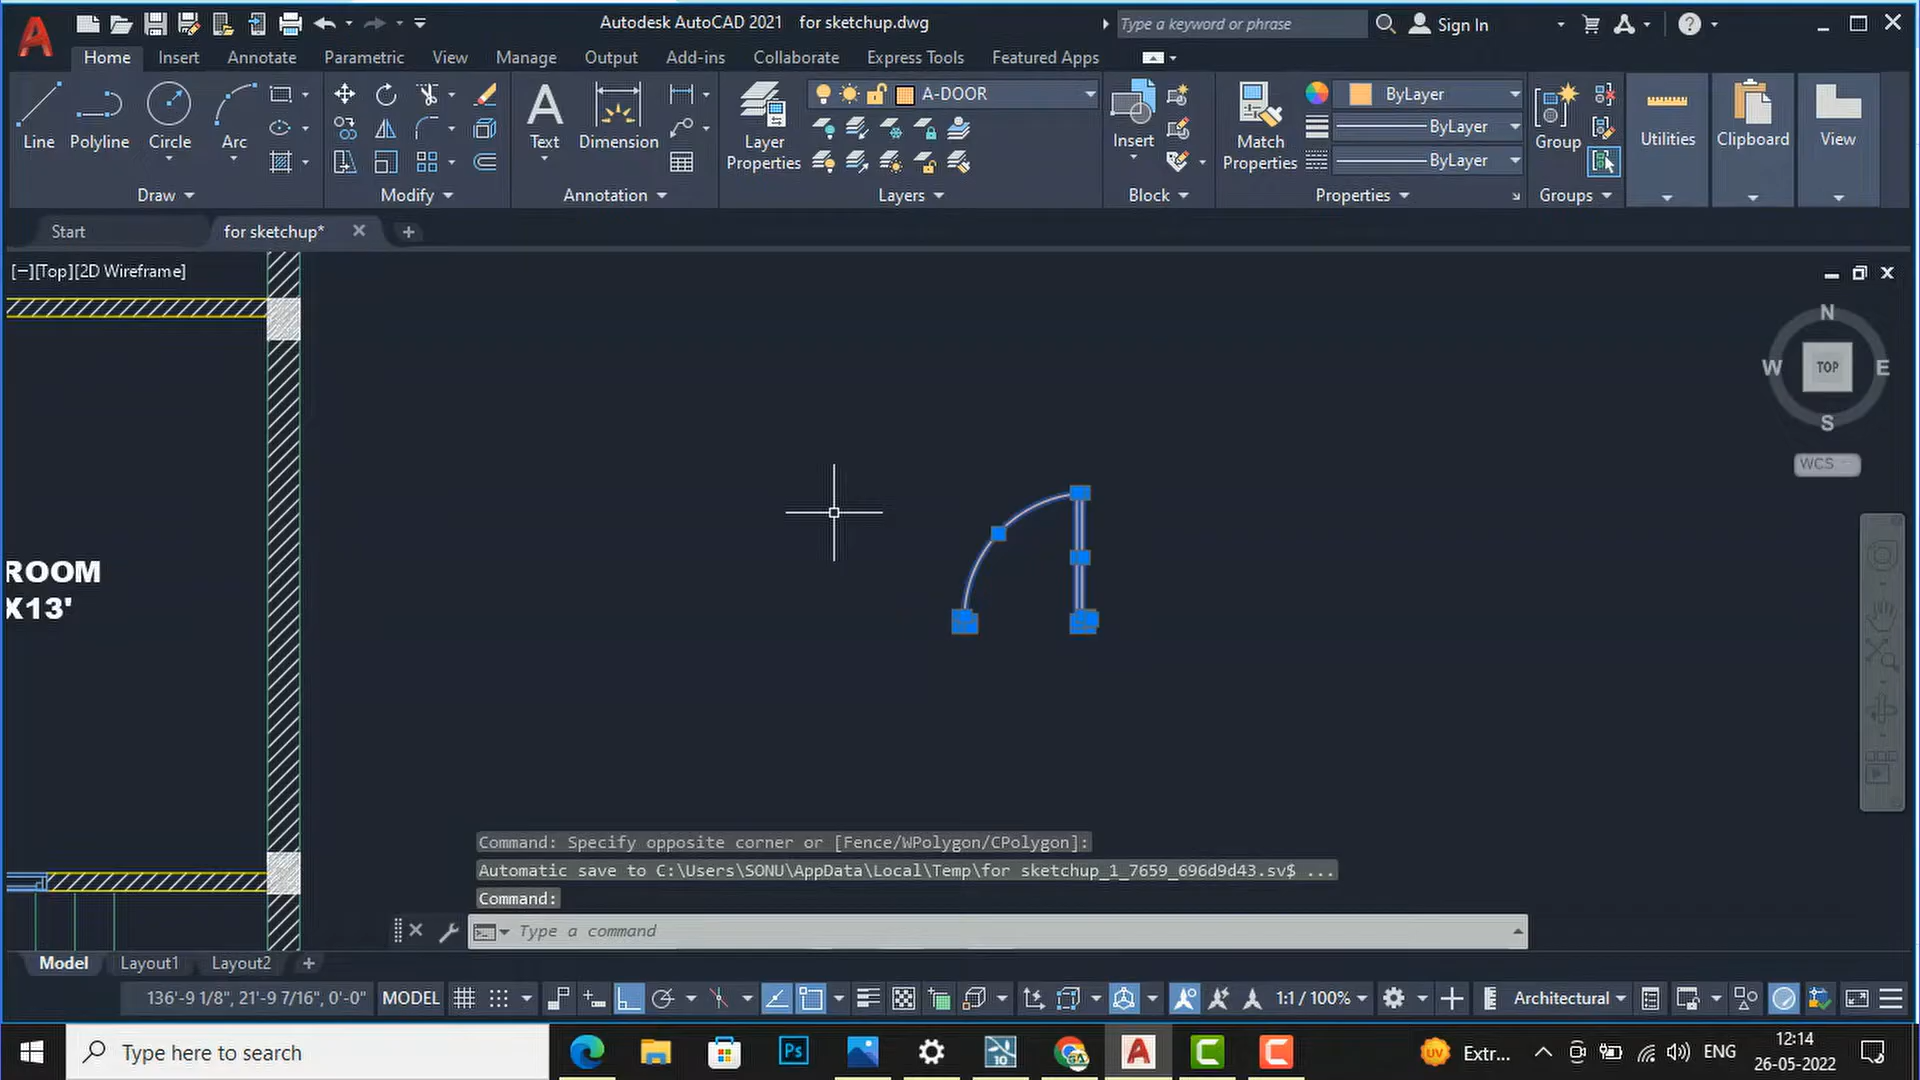 Autodesk AutoCAD 2021 for sketchup.dwg
Type a keyword or phrase
Sign In
Home Insert Annotate Parametric View Manage Output Add-ins Collaborate Express Tools Featured Apps
A-DOOR
ByLayer
ByLayer
ByLayer
Line Polyline Circle Arc
Text Dimension
Layer Properties
Insert
Match Properties
Group
Utilities
Clipboard
View
Draw Modify Annotation Layers Block Properties Groups
Start for sketchup*
[−][Top][2D Wireframe]
N
W TOP E
S
WCS
ROOM
X13'
Command: Specify opposite corner or [Fence/WPolygon/CPolygon]:
Automatic save to C:\Users\SONU\AppData\Local\Temp\for sketchup_1_7659_696d9d43.sv$ ...
Command:
Type a command
Model Layout1 Layout2
136'-9 1/8", 21'-9 7/16", 0'-0" MODEL 1:1 / 100% Architectural
Type here to search
Ps
10
GA
UV
Extr...
ENG
12:14
26-05-2022